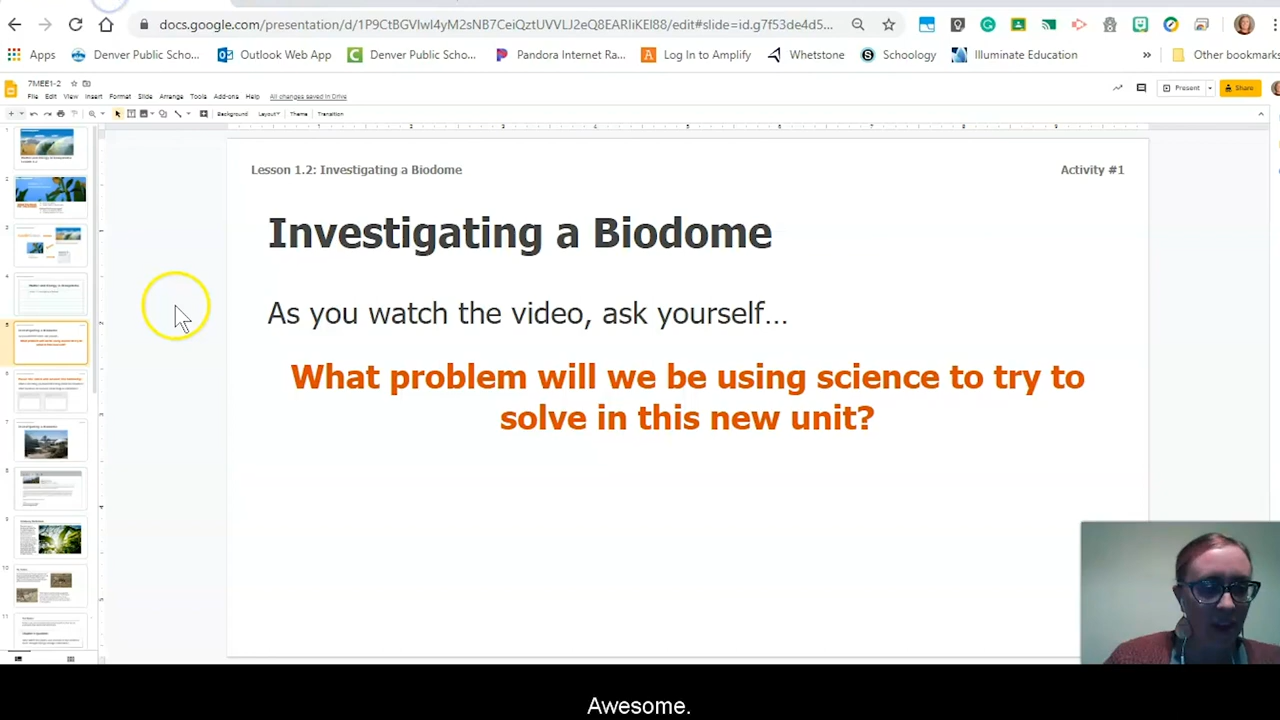 docs.google.com/presentation/d/1P9CtBGVlwI4yM2sNB7CeiQztUVVLJ2eQ8EARIiKEI88/edit#slide=id.g7f53de4d5...
Apps Denver Public Scho... Outlook Web App Denver Public Scho... Pandora Internet Ra... Log In to Amplify Whetstone Schoology Illuminate Education » Other bookmarks
7MEE1-2
File Edit View Insert Format Slide Arrange Tools Add-ons Help All changes saved in Drive
Present Share
Background Layout Theme Transition
Lesson 1.2: Investigating a Biodome Activity #1
Investigating a Biodome
As you watch the video, ask yourself...
What problem will we be using science to try to
solve in this new unit?
Awesome.